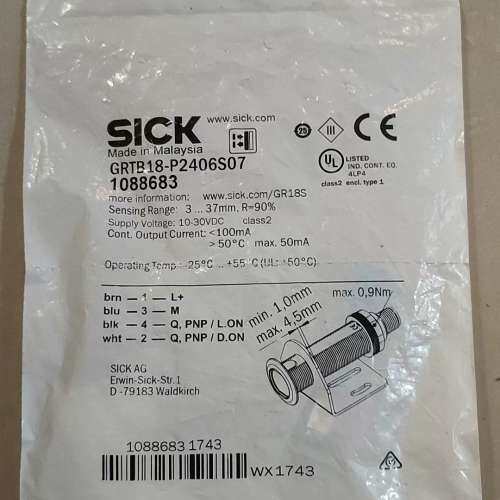 SICK www.sick.com
Made in Malaysia
GRTB18-P2406S07
1088683
more information: www.sick.com/GR18S
Sensing Range: 3 ... 37mm, R=90%
Supply Voltage: 10-30VDC class2
Cont. Output Current: <100mA
>50°C max. 50mA
Operating Temp: -25°C .. +55°C (UL: +50°C)
25
III
UL LISTED
IND. CONT. EQ.
4LP4
class2 encl. type 1
brn - 1 - L+
blu - 3 - M
blk - 4 - Q, PNP / L.ON
wht - 2 - Q, PNP / D.ON
min. 1,0mm
max. 4,5mm
max. 0,9Nm
SICK AG
Erwin-Sick-Str.1
D -79183 Waldkirch
1088683 1743
WX1743